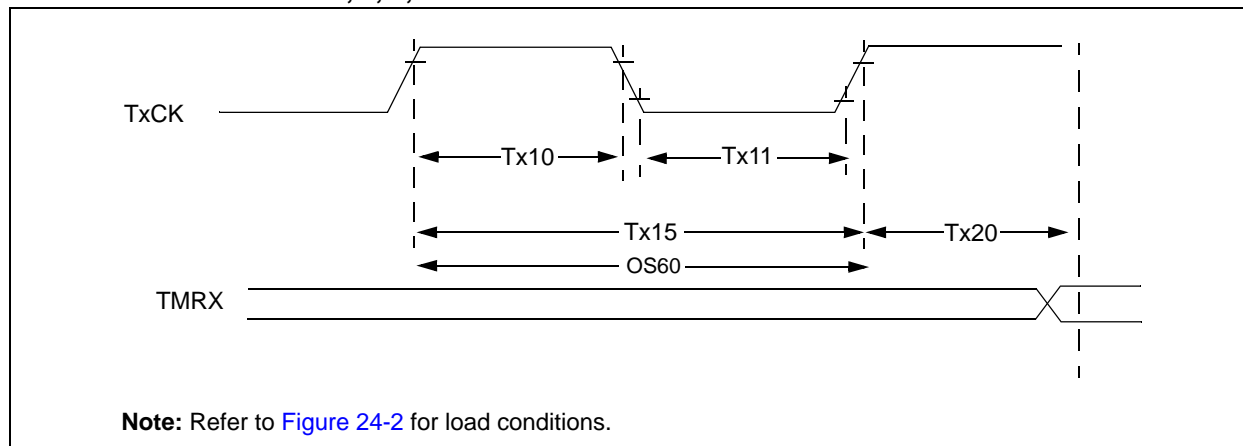 TxCK
Tx10
Tx11
Tx15
Tx20
OS60
TMRX
Note: Refer to Figure 24-2 for load conditions.